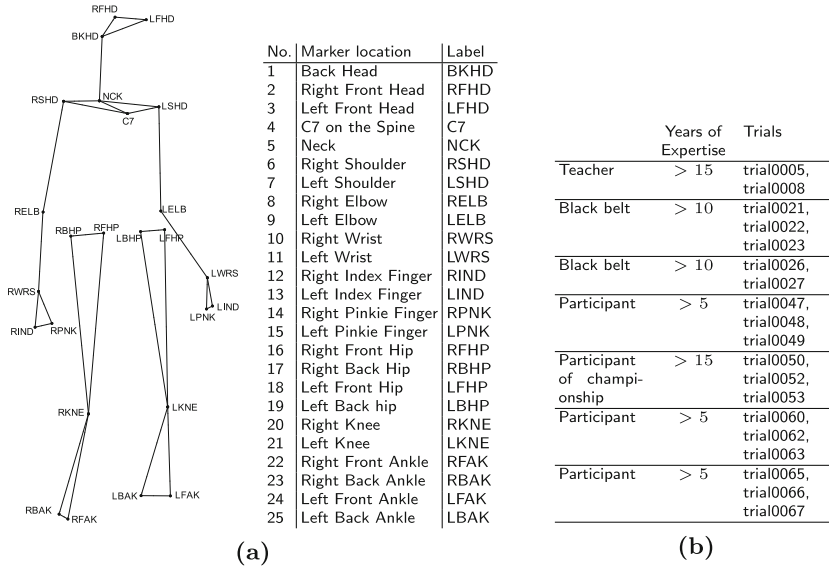 RFHD
LFHD
BKHD
RSHD
NCK
LSHD
C7
RELB
LELB
RBHP
RFHP
LBHP
LFHP
RWRS
LWRS
RIND
RPNK
LIND
LPNK
RKNE
LKNE
LBAK
LFAK
RBAK
RFAK
No. Marker location Label
1 Back Head BKHD
2 Right Front Head RFHD
3 Left Front Head LFHD
4 C7 on the Spine C7
5 Neck NCK
6 Right Shoulder RSHD
7 Left Shoulder LSHD
8 Right Elbow RELB
9 Left Elbow LELB
10 Right Wrist RWRS
11 Left Wrist LWRS
12 Right Index Finger RIND
13 Left Index Finger LIND
14 Right Pinkie Finger RPNK
15 Left Pinkie Finger LPNK
16 Right Front Hip RFHP
17 Right Back Hip RBHP
18 Left Front Hip LFHP
19 Left Back hip LBHP
20 Right Knee RKNE
21 Left Knee LKNE
22 Right Front Ankle RFAK
23 Right Back Ankle RBAK
24 Left Front Ankle LFAK
25 Left Back Ankle LBAK
(a)
Years of Trials
Expertise
Teacher > 15 trial0005,
trial0008
Black belt > 10 trial0021,
trial0022,
trial0023
Black belt > 10 trial0026,
trial0027
Participant > 5 trial0047,
trial0048,
trial0049
Participant > 15 trial0050,
of champi- trial0052,
onship trial0053
Participant > 5 trial0060,
trial0062,
trial0063
Participant > 5 trial0065,
trial0066,
trial0067
(b)